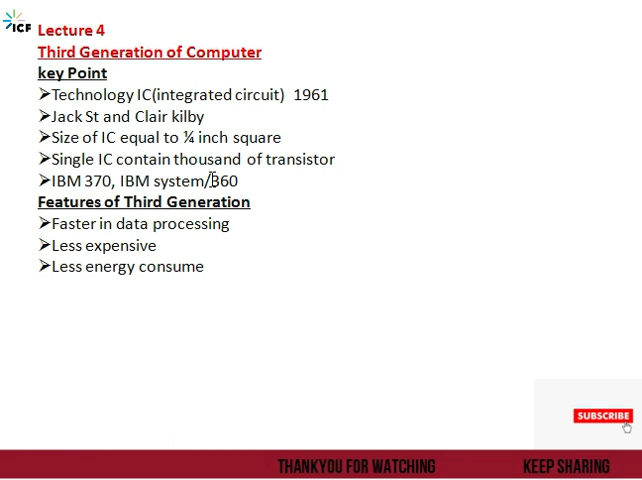 ICF
Lecture 4
Third Generation of Computer
key Point
➢Technology IC(integrated circuit)  1961
➢Jack St and Clair kilby
➢Size of IC equal to ¼ inch square
➢Single IC contain thousand of transistor
➢IBM 370, IBM system/360
Features of Third Generation
➢Faster in data processing
➢Less expensive
➢Less energy consume
SUBSCRIBE
THANKYOU FOR WATCHING KEEP SHARING